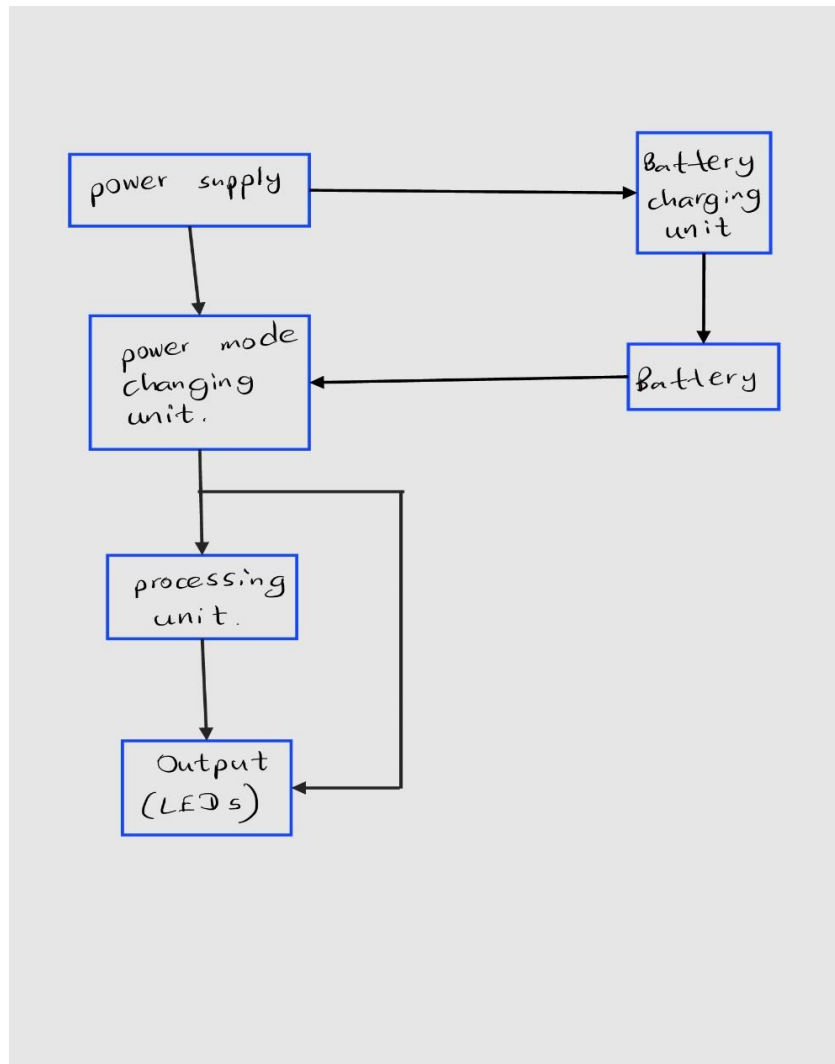 power supply
Battery
charging
unit
power mode
changing
unit.
Battery
processing
unit.
Output
(LEDs)